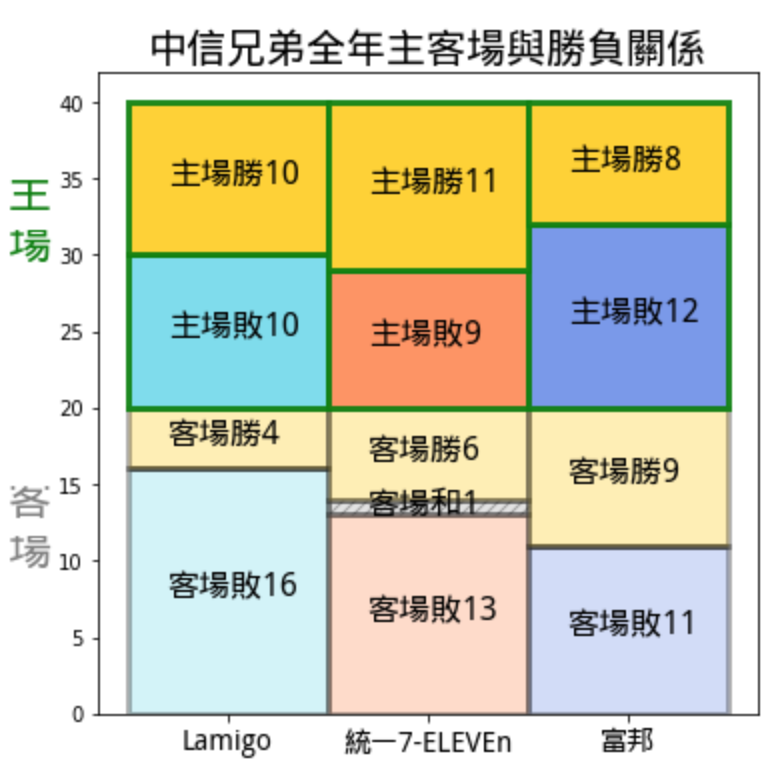 中信兄弟全年主客場與勝負關係
40
35
30
25
20
15
10
5
0
主場
客場
主場勝10
主場勝11
主場勝8
主場敗10
主場敗9
主場敗12
客場勝4
客場勝6
客場勝9
客場和1
客場敗16
客場敗13
客場敗11
Lamigo
統一7-ELEVEn
富邦